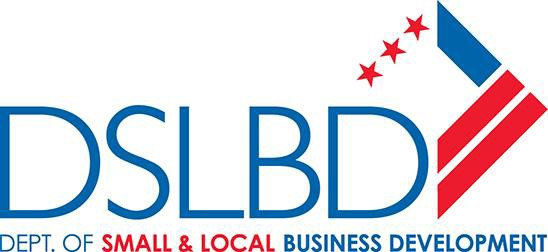 DSLBD
DEPT. OF SMALL & LOCAL BUSINESS DEVELOPMENT